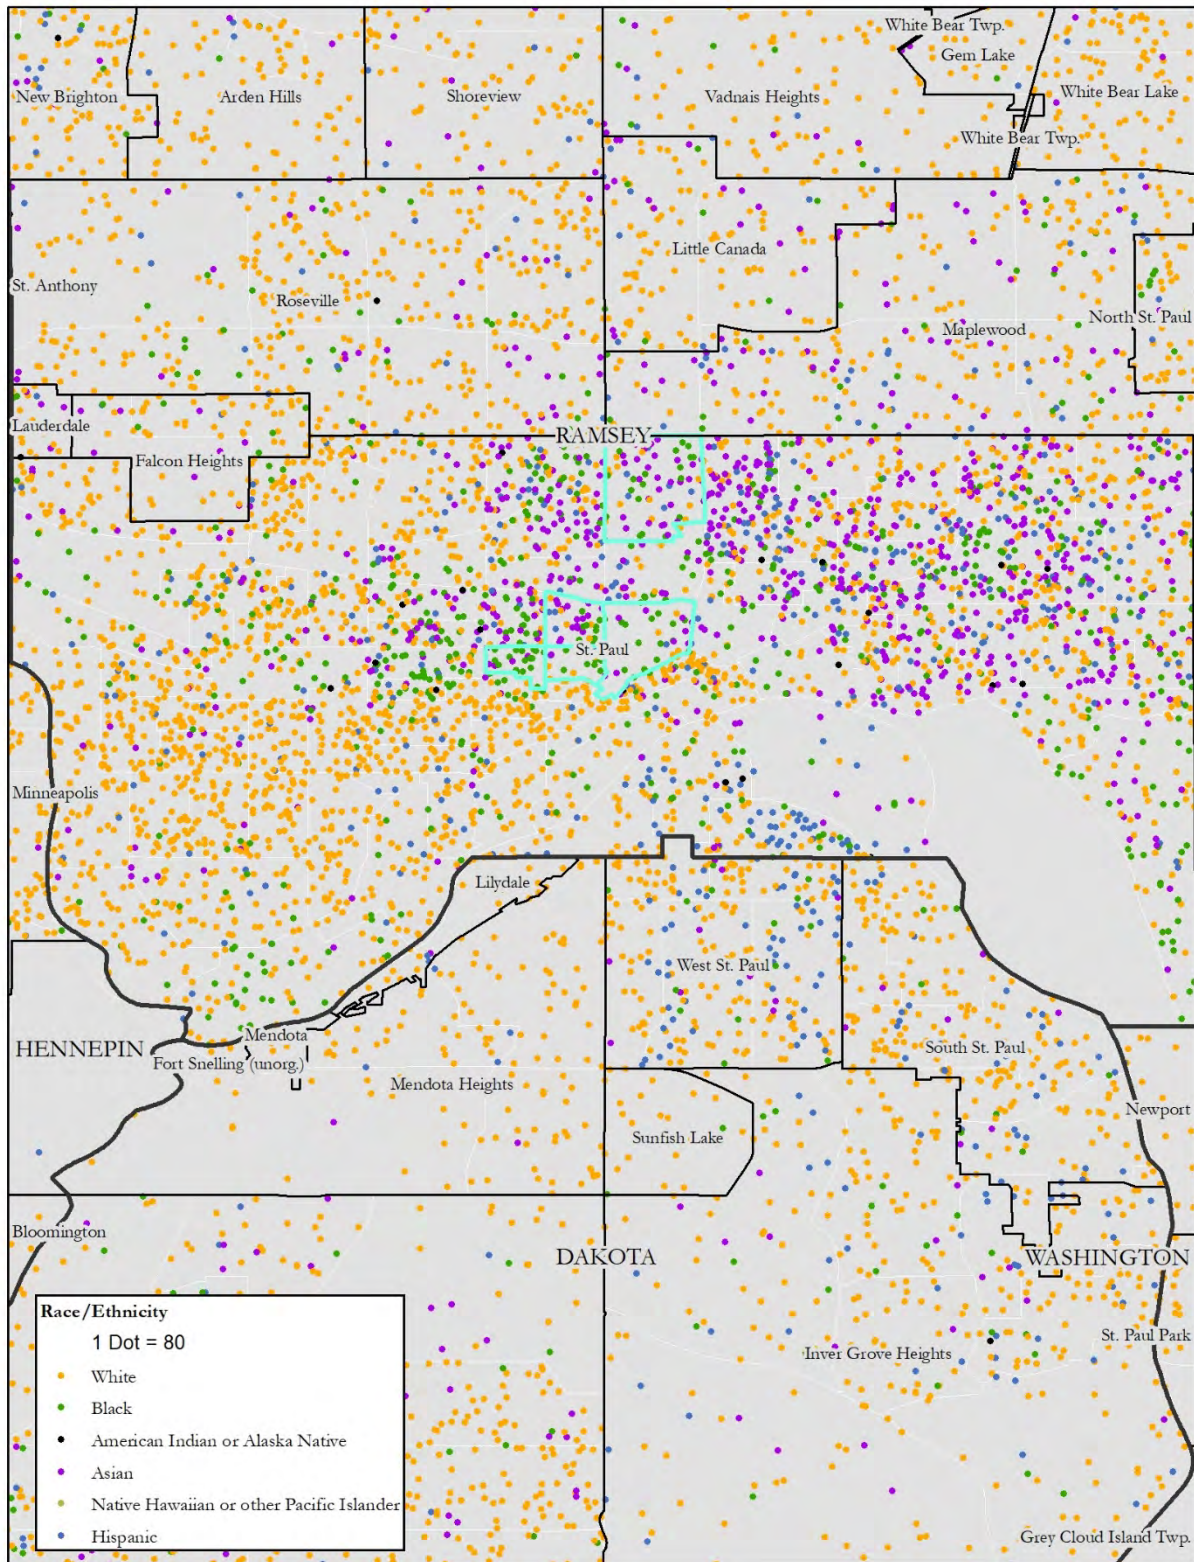 White Bear Twp.
Gem Lake
New Brighton
Arden Hills
Shoreview
Vadnais Heights
White Bear Lake
White Bear Twp.
Little Canada
St. Anthony
Roseville
Maplewood
North St. Paul
Lauderdale
RAMSEY
Falcon Heights
St. Paul
Minneapolis
Lilydale
West St. Paul
HENNEPIN
Mendota
Fort Snelling (unorg.)
South St. Paul
Mendota Heights
Newport
Sunfish Lake
Bloomington
DAKOTA
WASHINGTON
St. Paul Park
Inver Grove Heights
Grey Cloud Island Twp.
Race/Ethnicity
1 Dot = 80
White
Black
American Indian or Alaska Native
Asian
Native Hawaiian or other Pacific Islander
Hispanic